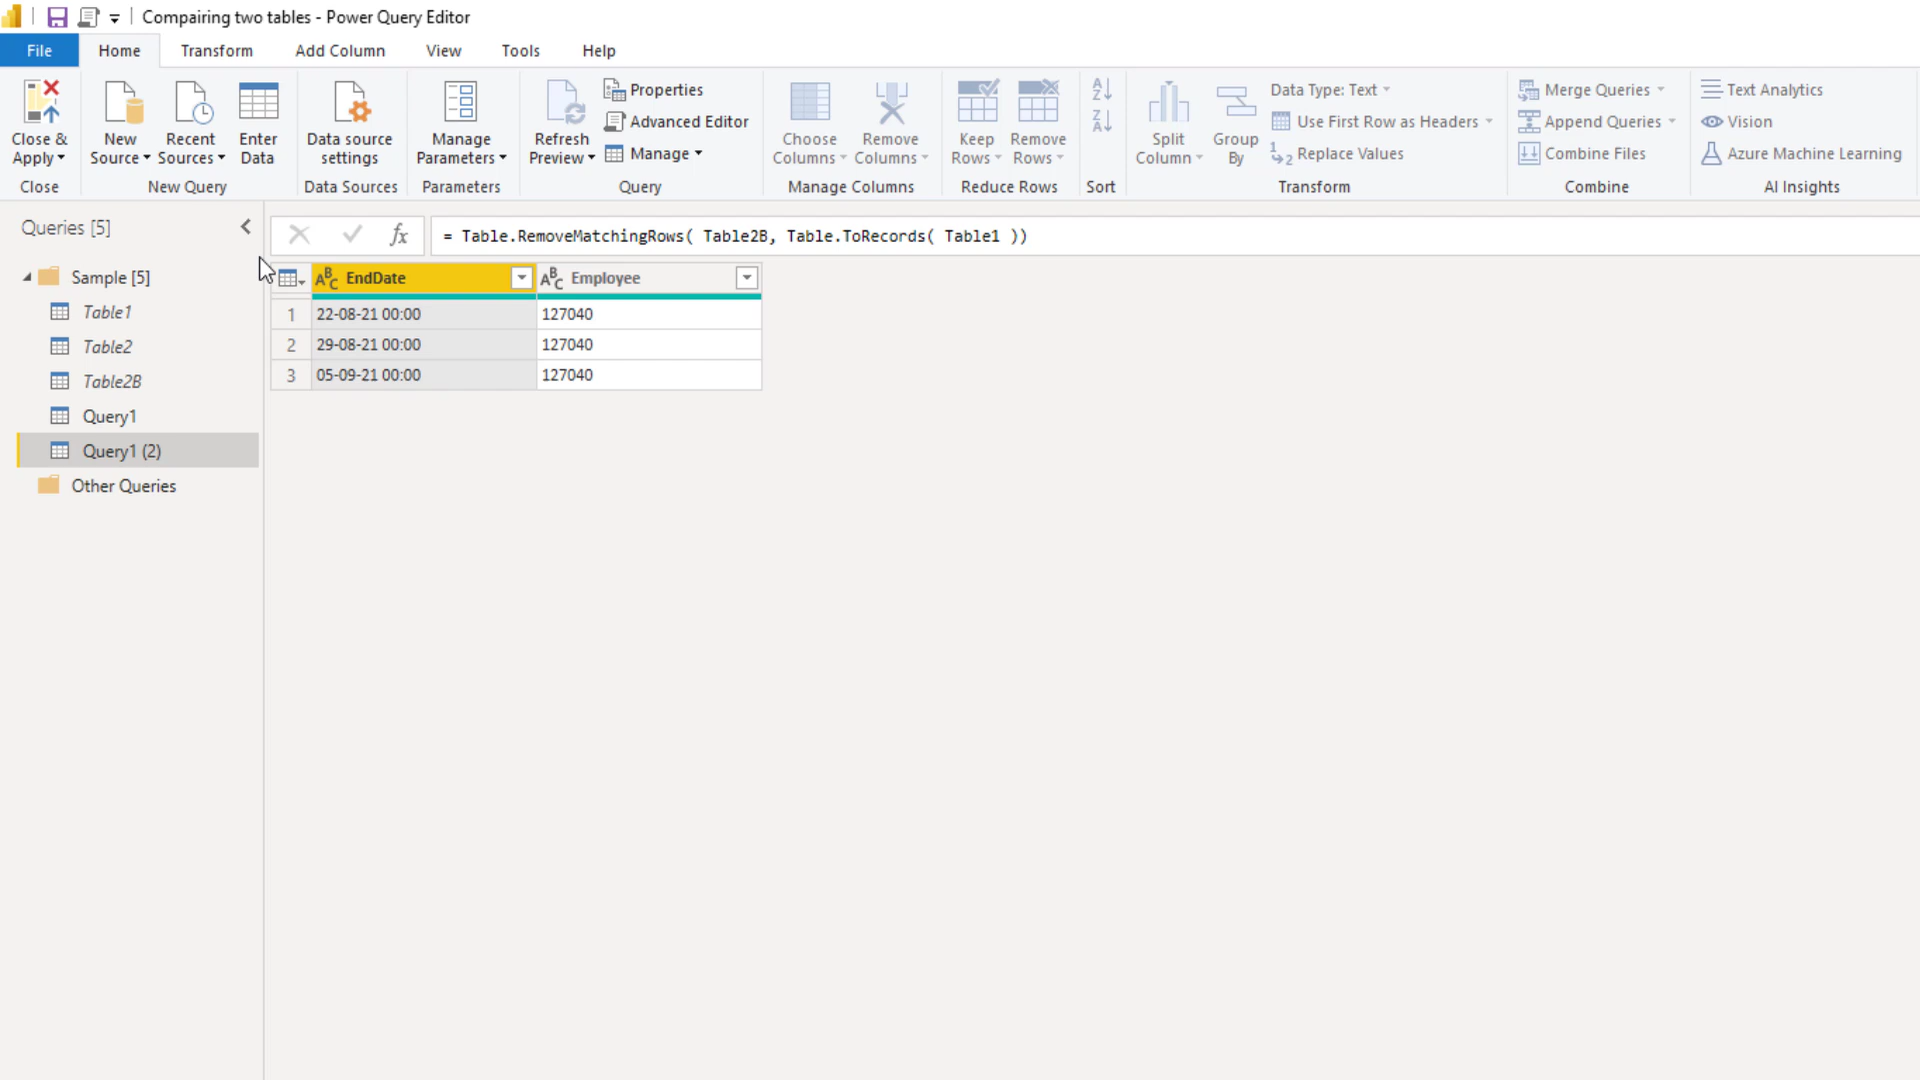 Compairing two tables - Power Query Editor
File Home Transform Add Column View Tools Help
Close & Apply
New Source
Recent Sources
Enter Data
Data source settings
Manage Parameters
Refresh Preview
Properties
Advanced Editor
Manage
Choose Columns
Remove Columns
Keep Rows
Remove Rows
A Z
Z A
Split Column
Group By
Data Type: Text
Use First Row as Headers
1 2 Replace Values
Merge Queries
Append Queries
Combine Files
Text Analytics
Vision
Azure Machine Learning
Close New Query Data Sources Parameters Query Manage Columns Reduce Rows Sort Transform Combine AI Insights
Queries [5]
fx = Table.RemoveMatchingRows( Table2B, Table.ToRecords( Table1 ))
Sample [5]
Table1
Table2
Table2B
Query1
Query1 (2)
Other Queries
ABC EndDate ABC Employee
1 22-08-21 00:00 127040
2 29-08-21 00:00 127040
3 05-09-21 00:00 127040